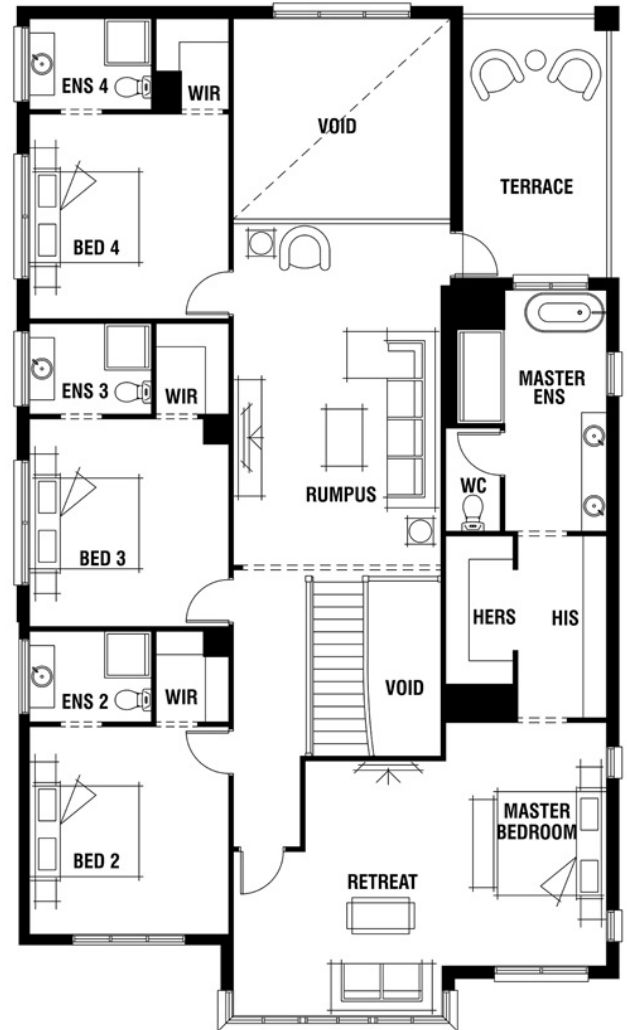 ENS 4
WIR
VOID
TERRACE
BED 4
ENS 3
WIR
MASTER
ENS
RUMPUS
WC
BED 3
HERS
HIS
ENS 2
WIR
VOID
MASTER
BEDROOM
BED 2
RETREAT